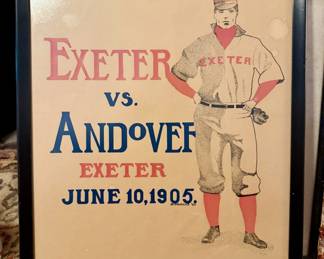 EXETER
VS.
ANDOVER
EXETER
JUNE 10, 1905.
EXETER